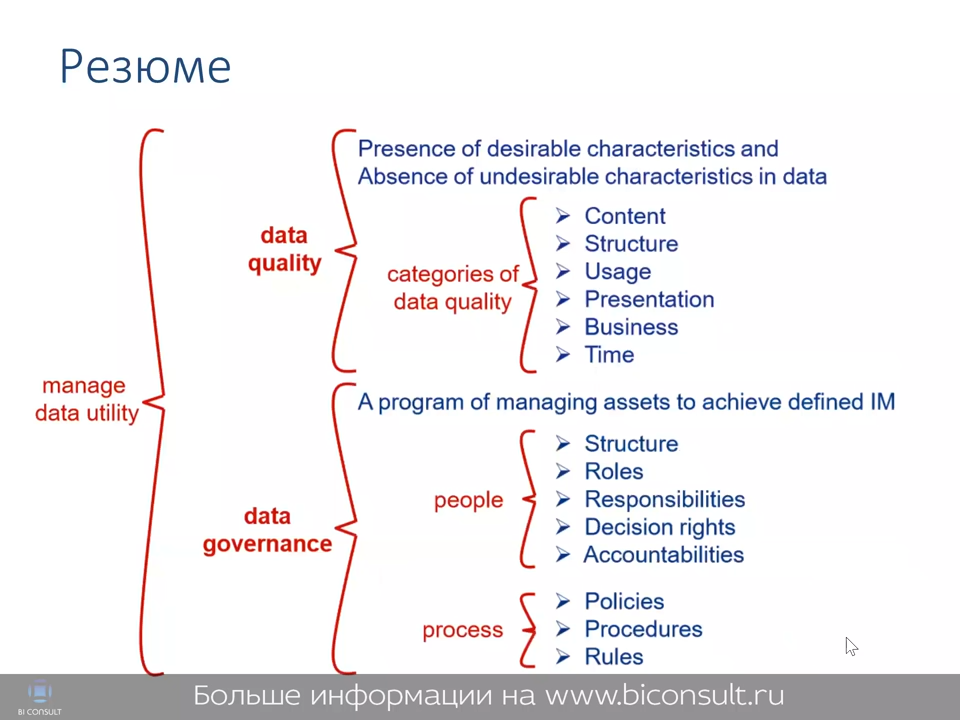 Резюме
manage
data utility
data
quality
Presence of desirable characteristics and
Absence of undesirable characteristics in data
categories of
data quality
Content
Structure
Usage
Presentation
Business
Time
data
governance
A program of managing assets to achieve defined IM
people
Structure
Roles
Responsibilities
Decision rights
Accountabilities
process
Policies
Procedures
Rules
BI CONSULT
Больше информации на www.biconsult.ru